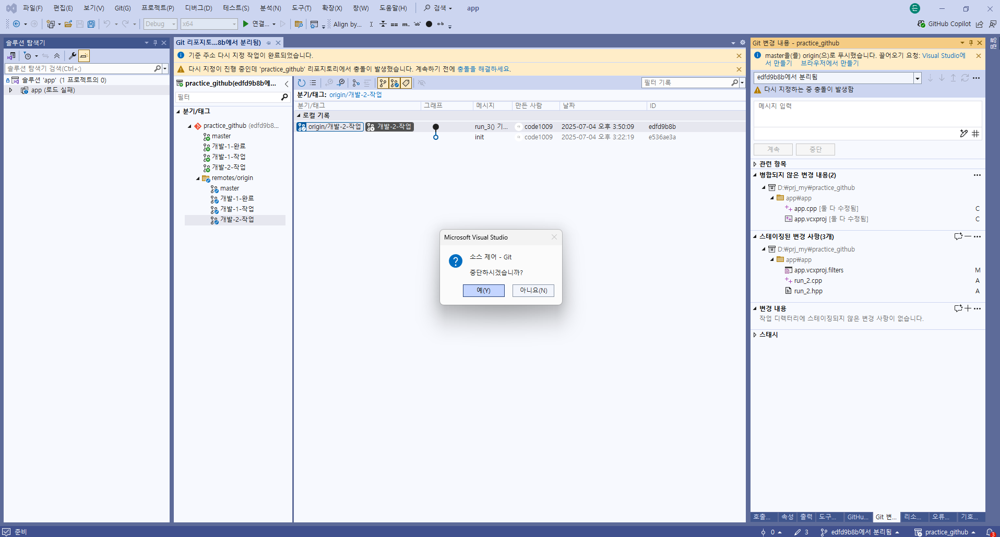 파일(F) 편집(E) 보기(V) Git(G) 프로젝트(P) 디버그(D) 테스트(S) 분석(N) 도구(T) 확장(X) 창(W) 도움말(H) 검색 app
Debug x64 연결... Align by... GitHub Copilot
솔루션 탐색기
솔루션 탐색기 검색(Ctrl+;)
솔루션 'app' (1 프로젝트의 0)
app (로드 실패)
Git 리포지토...8b에서 분리됨)
기준 주소 다시 지정 작업이 완료되었습니다.
다시 지정이 진행 중인데 'practice_github' 리포지토리에서 충돌이 발생했습니다. 계속하기 전에 충돌을 해결하세요.
practice_github(edfd9b8b에...
필터
분기/태그
practice_github (edfd9b8...
master
개발-1-완료
개발-1-작업
개발-2-작업
remotes/origin
master
개발-1-완료
개발-1-작업
개발-2-작업
필터 기록
분기/태그: origin/개발-2-작업
분기/태그 그래프 메시지 만든 사람 날짜 ID
로컬 기록
origin/개발-2-작업 개발-2-작업 run_3() 기... code1009 2025-07-04 오후 3:50:09 edfd9b8b
init code1009 2025-07-04 오후 3:22:19 e536ae3a
Microsoft Visual Studio
소스 제어 - Git
중단하시겠습니까?
예(Y) 아니요(N)
Git 변경 내용 - practice_github
master을(를) origin(으)로 푸시했습니다. 끌어오기 요청: Visual Studio에
서 만들기 브라우저에서 만들기
edfd9b8b에서 분리됨
다시 지정하는 중 충돌이 발생함
메시지 입력
계속 중단
관련 항목
병합되지 않은 변경 내용(2)
D:₩prj_my₩practice_github
app₩app
app.cpp [둘 다 수정됨] C
app.vcxproj [둘 다 수정됨] C
스테이징된 변경 사항(3개)
D:₩prj_my₩practice_github
app₩app
app.vcxproj.filters M
run_2.cpp A
run_2.hpp A
변경 내용
작업 디렉터리에 스테이징되지 않은 변경 사항이 없습니다.
스태시
호출... 속성 출력 도구... GitHu... Git 변... 리소... 오류... 기호...
알림
준비 0 3 edfd9b8b에서 분리됨 practice_github 3